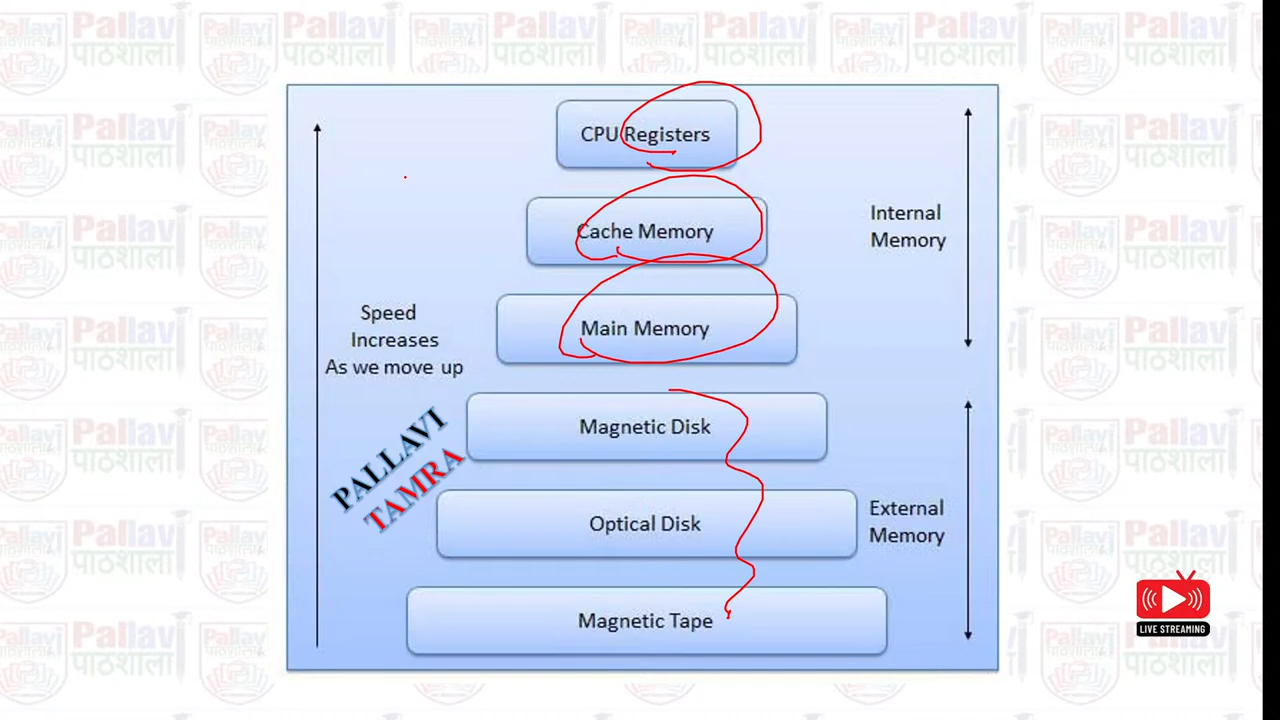 CPU Registers
Cache Memory
Internal
Memory
Main Memory
Speed
Increases
As we move up
Magnetic Disk
PALLAVI
TAMRA
Optical Disk
External
Memory
Magnetic Tape
LIVE STREAMING
Pallavi
पाठशाला